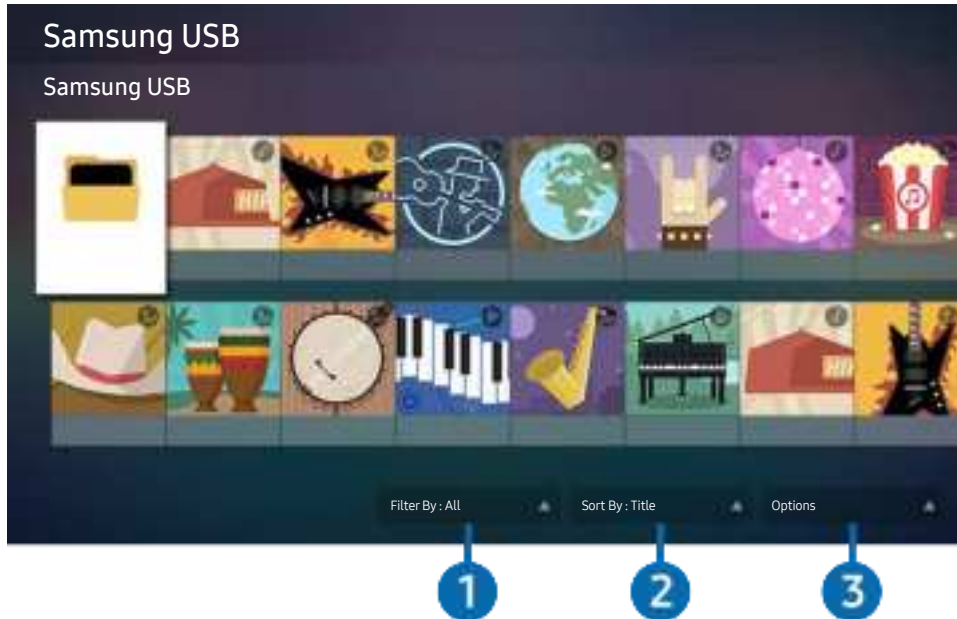 Samsung USB
Samsung USB
Filter By : All
Sort By : Title
Options
1
2
3